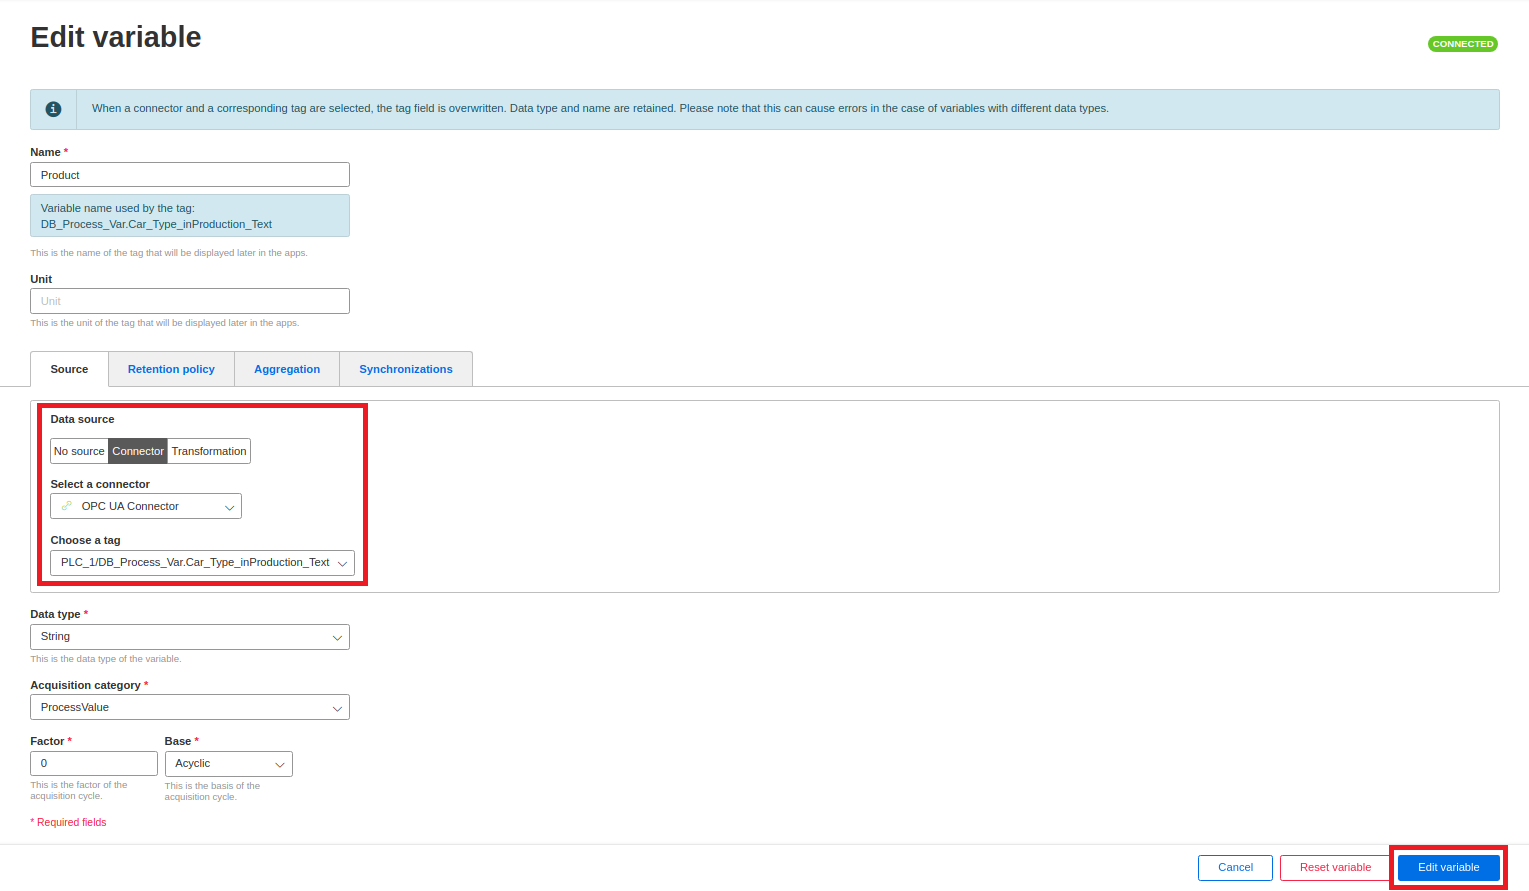 Edit variable
CONNECTED
When a connector and a corresponding tag are selected, the tag field is overwritten. Data type and name are retained. Please note that this can cause errors in the case of variables with different data types.
Name *
Product
Variable name used by the tag:
DB_Process_Var.Car_Type_inProduction_Text
This is the name of the tag that will be displayed later in the apps.
Unit
Unit
This is the unit of the tag that will be displayed later in the apps.
Source Retention policy Aggregation Synchronizations
Data source
No source Connector Transformation
Select a connector
OPC UA Connector
Choose a tag
PLC_1/DB_Process_Var.Car_Type_inProduction_Text
Data type *
String
This is the data type of the variable.
Acquisition category *
ProcessValue
Factor * Base *
0 Acyclic
This is the factor of the This is the basis of the
acquisition cycle. acquisition cycle.
* Required fields
Cancel Reset variable Edit variable